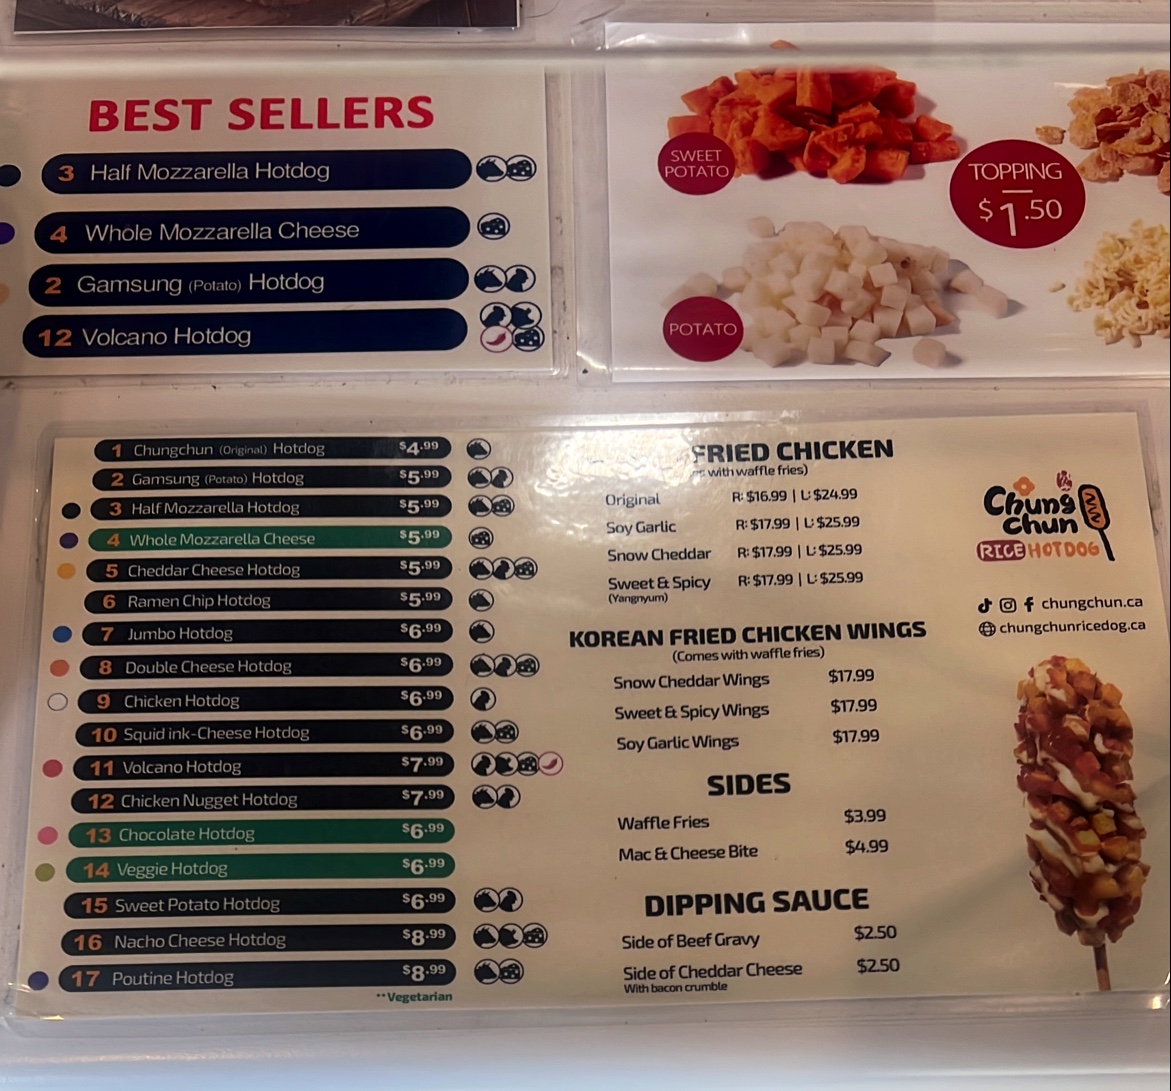 BEST SELLERS
3 Half Mozzarella Hotdog
4 Whole Mozzarella Cheese
2 Gamsung (Potato) Hotdog
12 Volcano Hotdog
SWEET
POTATO
TOPPING
$1.50
POTATO
1 Chungchun (Original) Hotdog $4.99
2 Gamsung (Potato) Hotdog $5.99
3 Half Mozzarella Hotdog $5.99
4 Whole Mozzarella Cheese $5.99
5 Cheddar Cheese Hotdog $5.99
6 Ramen Chip Hotdog $5.99
7 Jumbo Hotdog $6.99
8 Double Cheese Hotdog $6.99
9 Chicken Hotdog $6.99
10 Squid ink-Cheese Hotdog $6.99
11 Volcano Hotdog $7.99
12 Chicken Nugget Hotdog $7.99
13 Chocolate Hotdog $6.99
14 Veggie Hotdog $6.99
15 Sweet Potato Hotdog $6.99
16 Nacho Cheese Hotdog $8.99
17 Poutine Hotdog $8.99
**Vegetarian
FRIED CHICKEN
with waffle fries)
Original R: $16.99 | L: $24.99
Soy Garlic R: $17.99 | L: $25.99
Snow Cheddar R: $17.99 | L: $25.99
Sweet & Spicy R: $17.99 | L: $25.99
(Yangnyum)
KOREAN FRIED CHICKEN WINGS
(Comes with waffle fries)
Snow Cheddar Wings $17.99
Sweet & Spicy Wings $17.99
Soy Garlic Wings $17.99
SIDES
Waffle Fries $3.99
Mac & Cheese Bite $4.99
DIPPING SAUCE
Side of Beef Gravy $2.50
Side of Cheddar Cheese $2.50
With bacon crumble
Chung
Chun
RICE HOTDOG
chungchun.ca
chungchunricedog.ca